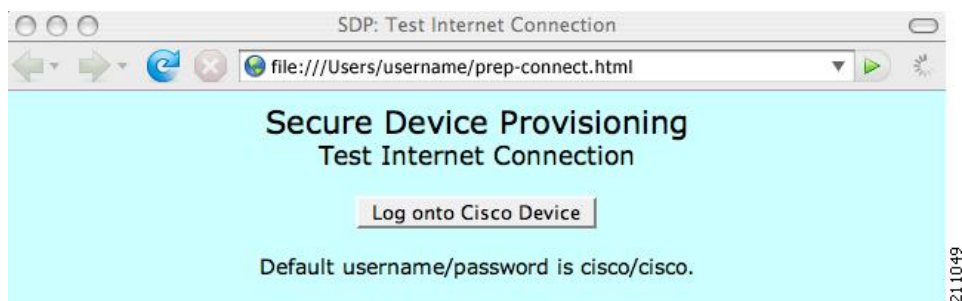 SDP: Test Internet Connection
file:///Users/username/prep-connect.html
Secure Device Provisioning
Test Internet Connection
Log onto Cisco Device
Default username/password is cisco/cisco.
211049